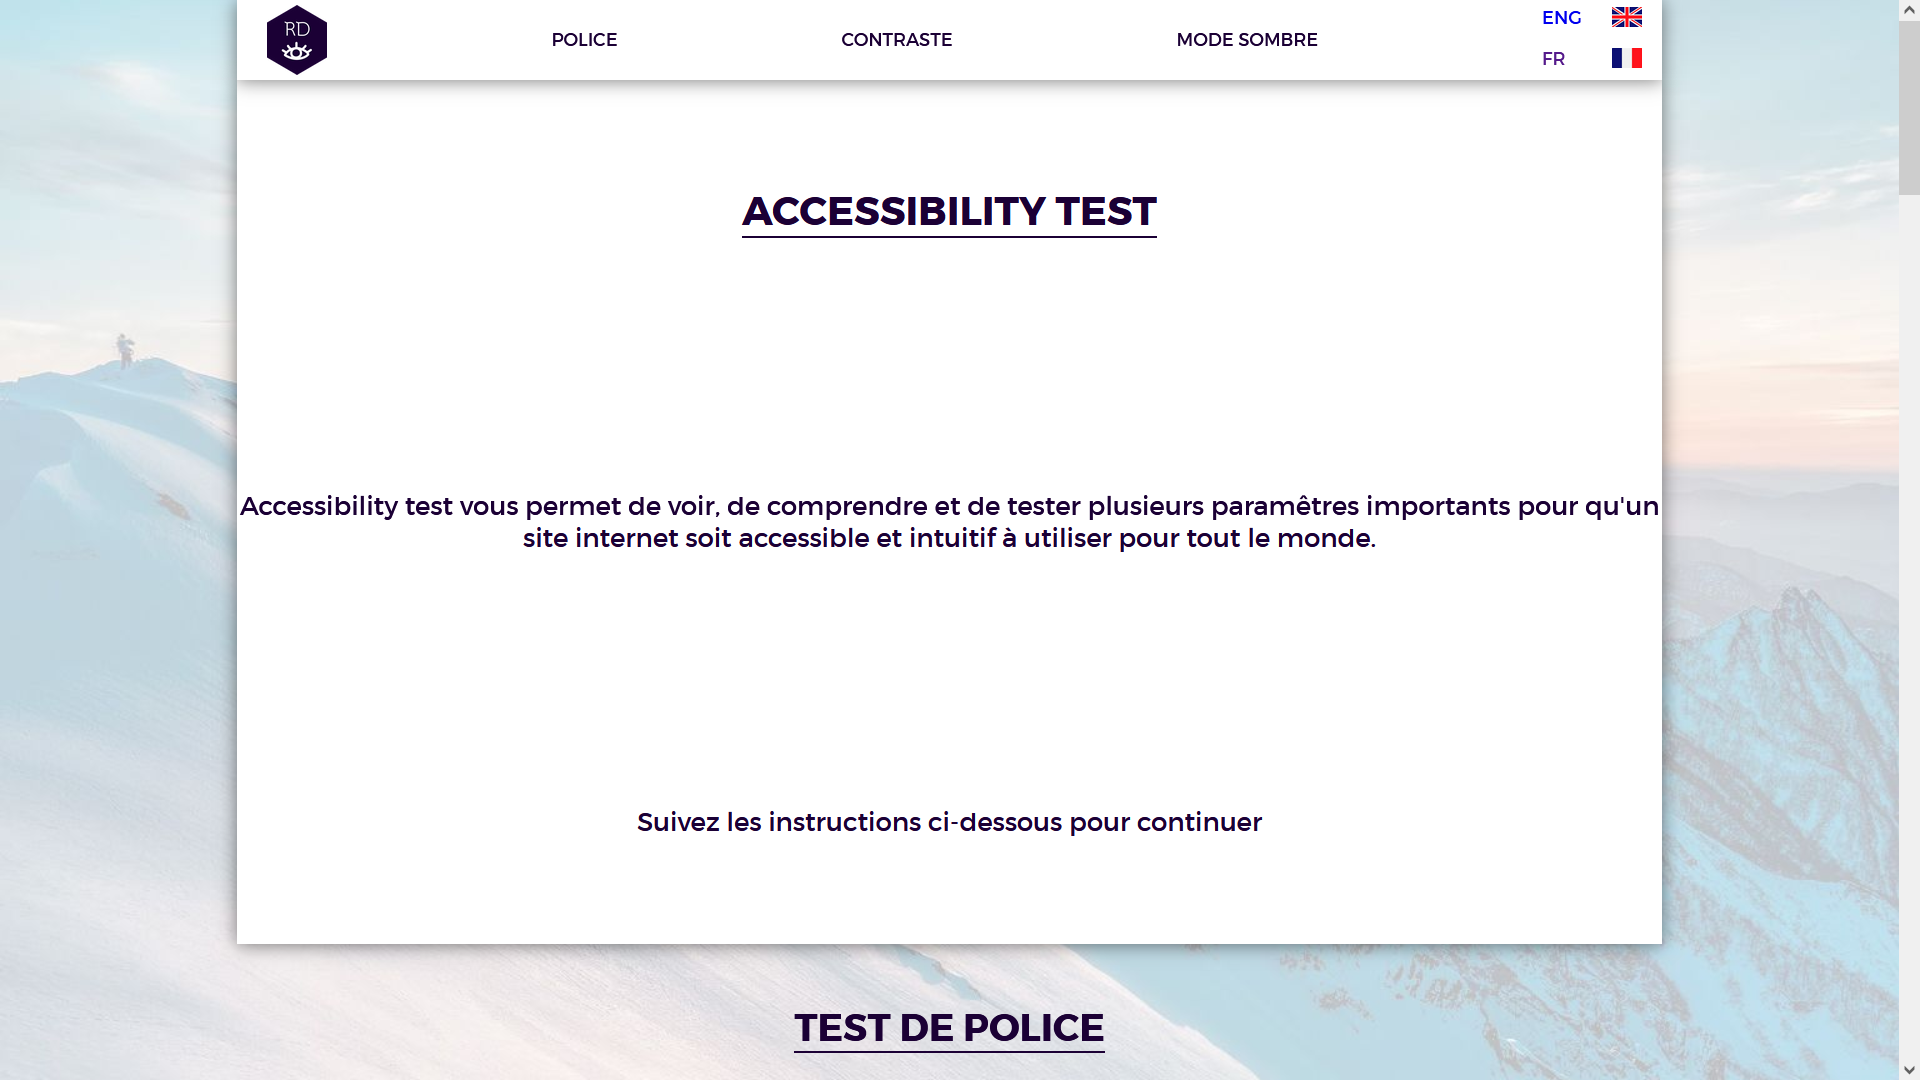 RD
POLICE
CONTRASTE
MODE SOMBRE
ENG
FR
ACCESSIBILITY TEST
Accessibility test vous permet de voir, de comprendre et de tester plusieurs paramêtres importants pour qu'un
site internet soit accessible et intuitif à utiliser pour tout le monde.
Suivez les instructions ci-dessous pour continuer
TEST DE POLICE